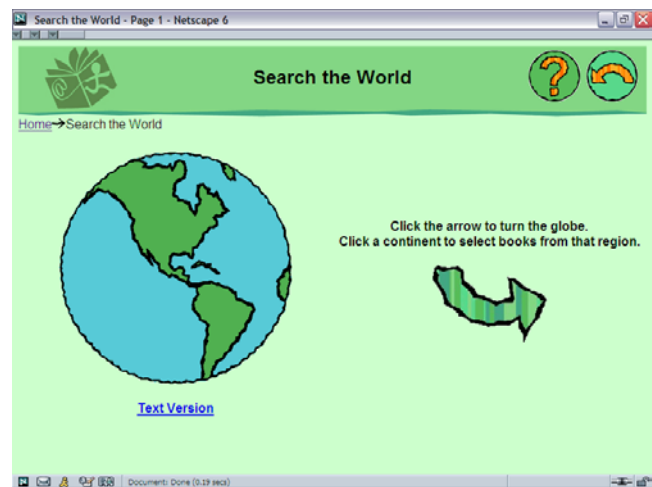 Search the World - Page 1 - Netscape 6
@
Search the World
?
Home→Search the World
Click the arrow to turn the globe.
Click a continent to select books from that region.
Text Version
Document: Done (0.19 secs)